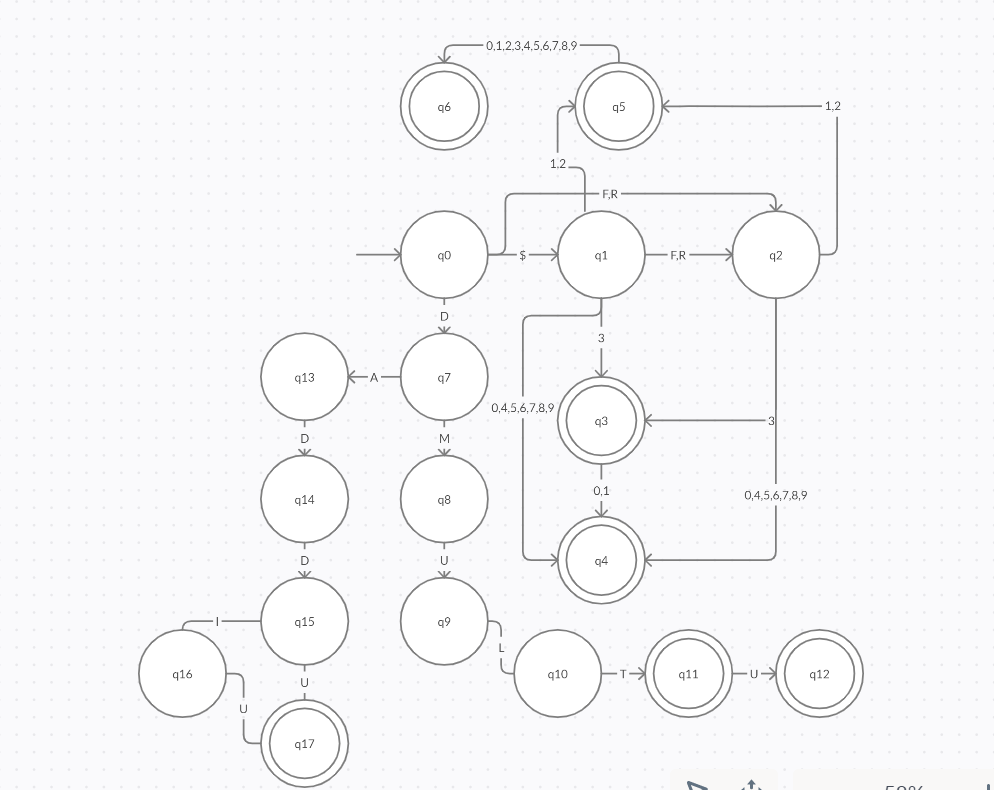 0,1,2,3,4,5,6,7,8,9
q6
q5
1,2
1,2
F,R
q0
$
q1
F,R
q2
D
3
q13
A
q7
0,4,5,6,7,8,9
q3
3
D
M
0,1
0,4,5,6,7,8,9
q14
q8
D
U
q4
I
q15
q9
L
q16
U
q10
T
q11
U
q12
U
q17